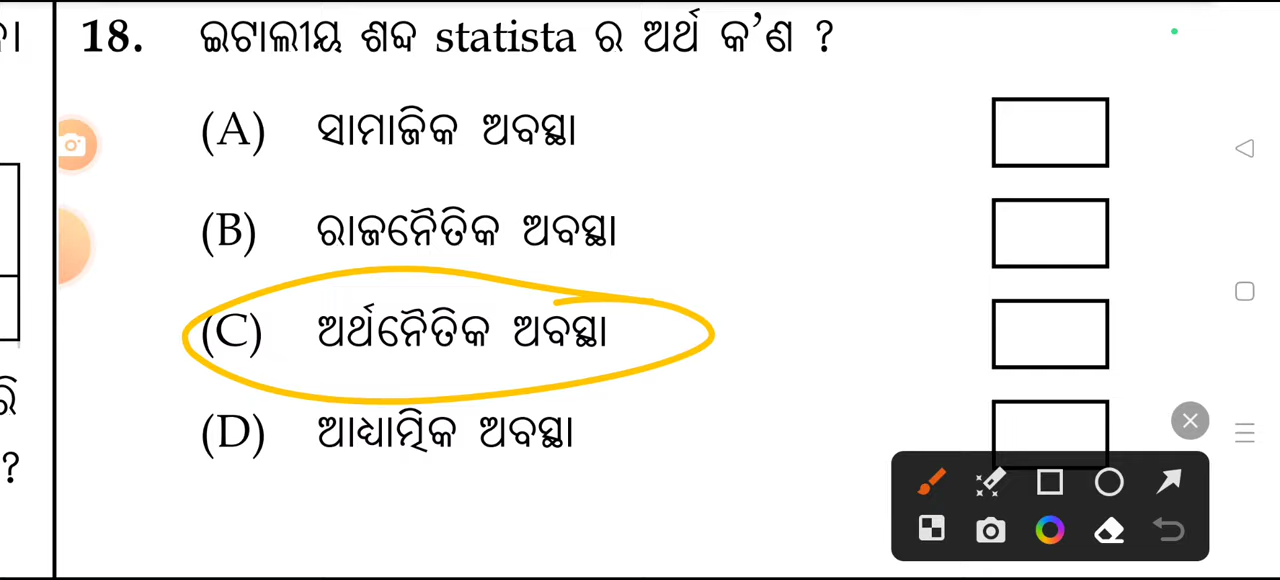 18. ଇଟାଲୀୟ ଶବ୍ଦ statista ର ଅର୍ଥ କ'ଣ ?
(A) ସାମାଜିକ ଅବସ୍ଥା
(B) ରାଜନୈତିକ ଅବସ୍ଥା
(C) ଅର୍ଥନୈତିକ ଅବସ୍ଥା
(D) ଆଧ୍ୟାତ୍ମିକ ଅବସ୍ଥା
ରି
?